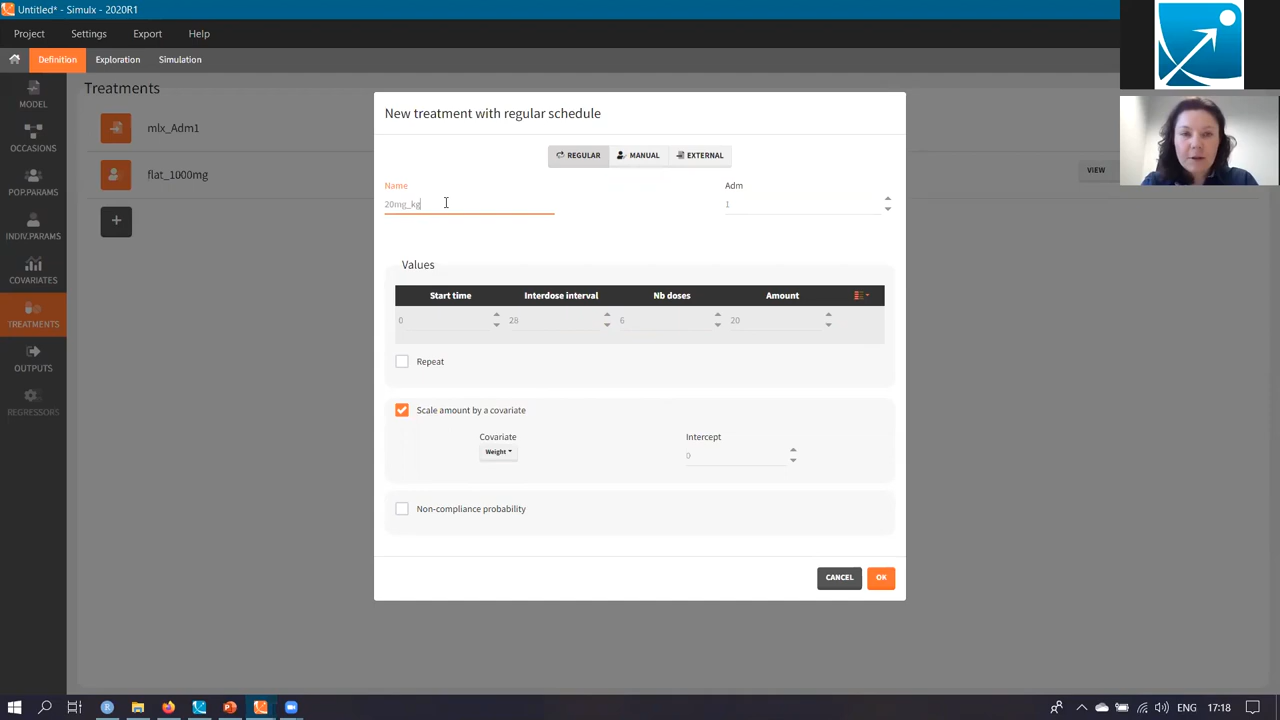 Untitled* - Simulx - 2020R1
Project Settings Export Help
Definition Exploration Simulation
Treatments
MODEL
OCCASIONS
POP.PARAMS
INDIV.PARAMS
COVARIATES
TREATMENTS
OUTPUTS
REGRESSORS
mlx_Adm1
flat_1000mg
VIEW
New treatment with regular schedule
REGULAR MANUAL EXTERNAL
Name Adm
20mg_kg 1
Values
Start time Interdose interval Nb doses Amount
0 28 6 20
Repeat
Scale amount by a covariate
Covariate Intercept
Weight 0
Non-compliance probability
CANCEL OK
ENG 17:18